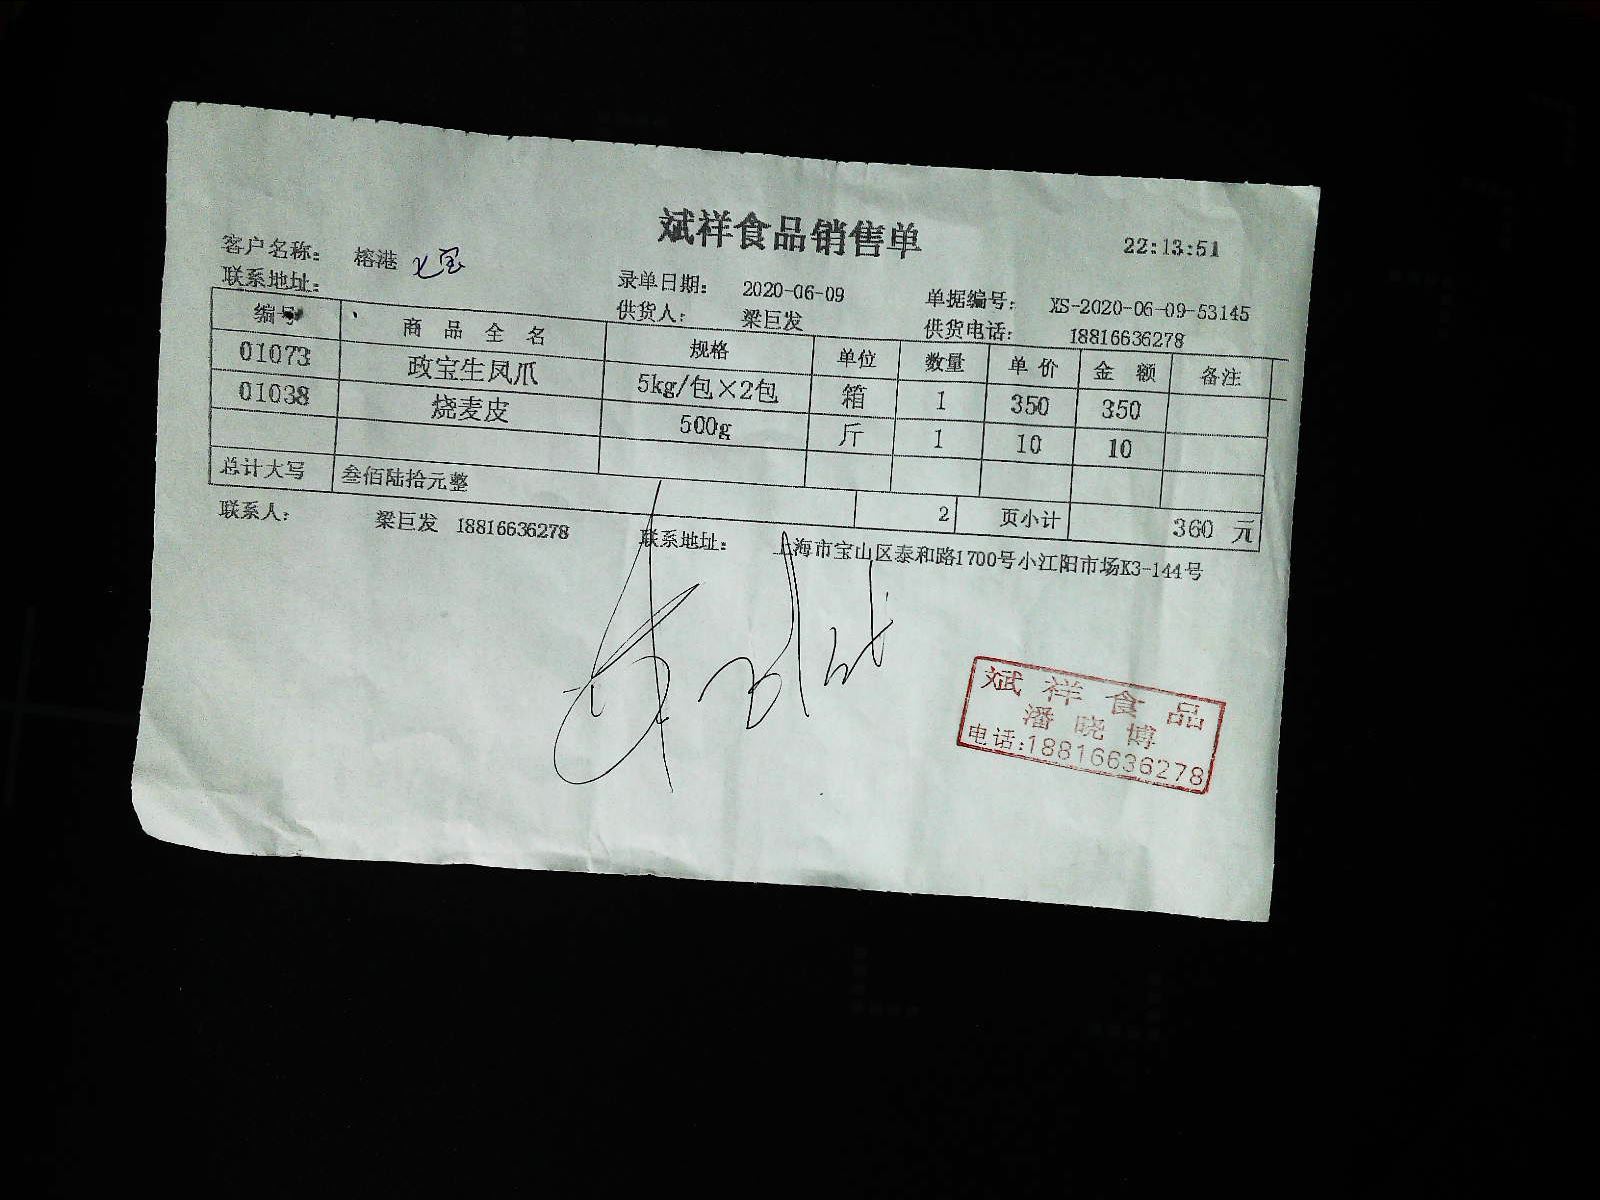 斌祥食品销售单
22:13:51
客户名称： 榕港 七宝
录单日期： 2020-06-09 单据编号： XS-2020-06-09-53145
联系地址： 供货人： 梁巨发 供货电话： 18816636278
编号 商品全名 规格 单位 数量 单价 金额 备注
01073 政宝生凤爪 5kg/包×2包 箱 1 350 350
01038 烧麦皮 500g 斤 1 10 10
总计大写 叁佰陆拾元整 2 页小计 360 元
联系人： 梁巨发 18816636278 联系地址： 上海市宝山区泰和路1700号小江阳市场K3-144号
斌祥食品
潘晓博
电话:18816636278